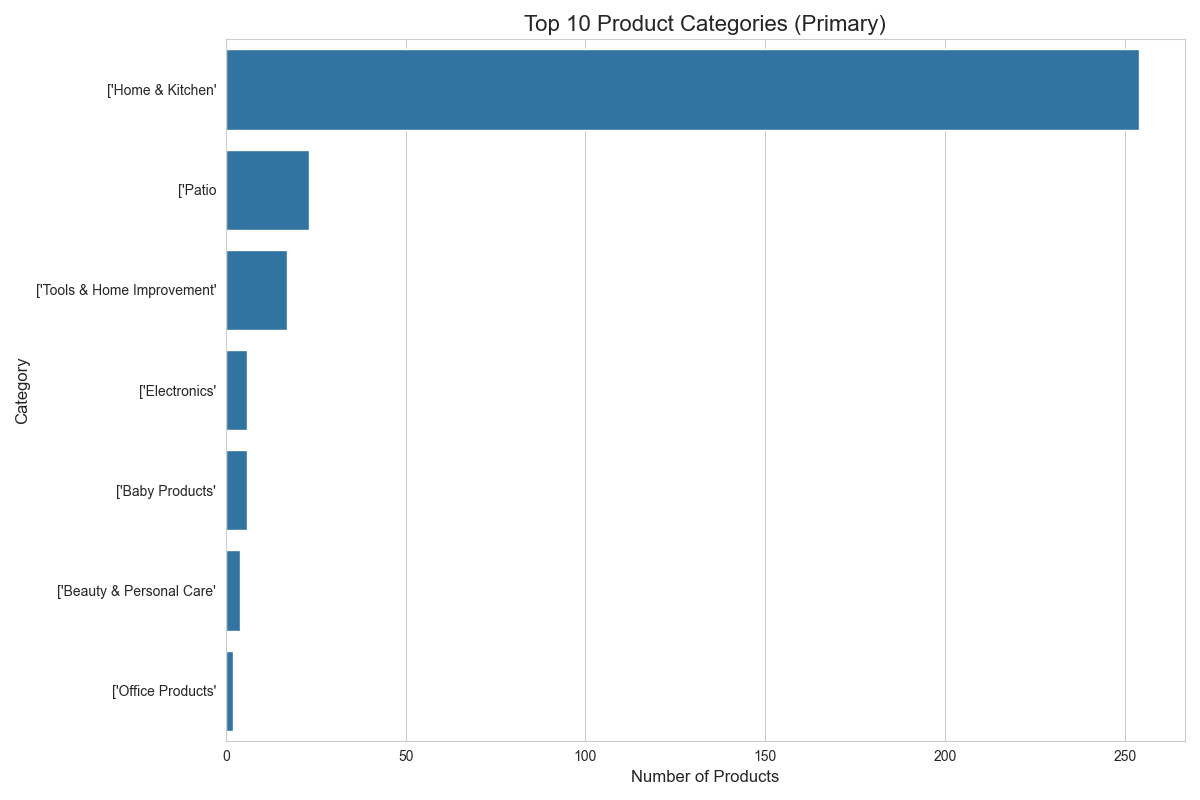 Top 10 Product Categories (Primary)
['Home & Kitchen'
['Patio
['Tools & Home Improvement'
['Electronics'
['Baby Products'
['Beauty & Personal Care'
['Office Products'
Category
0 50 100 150 200 250
Number of Products